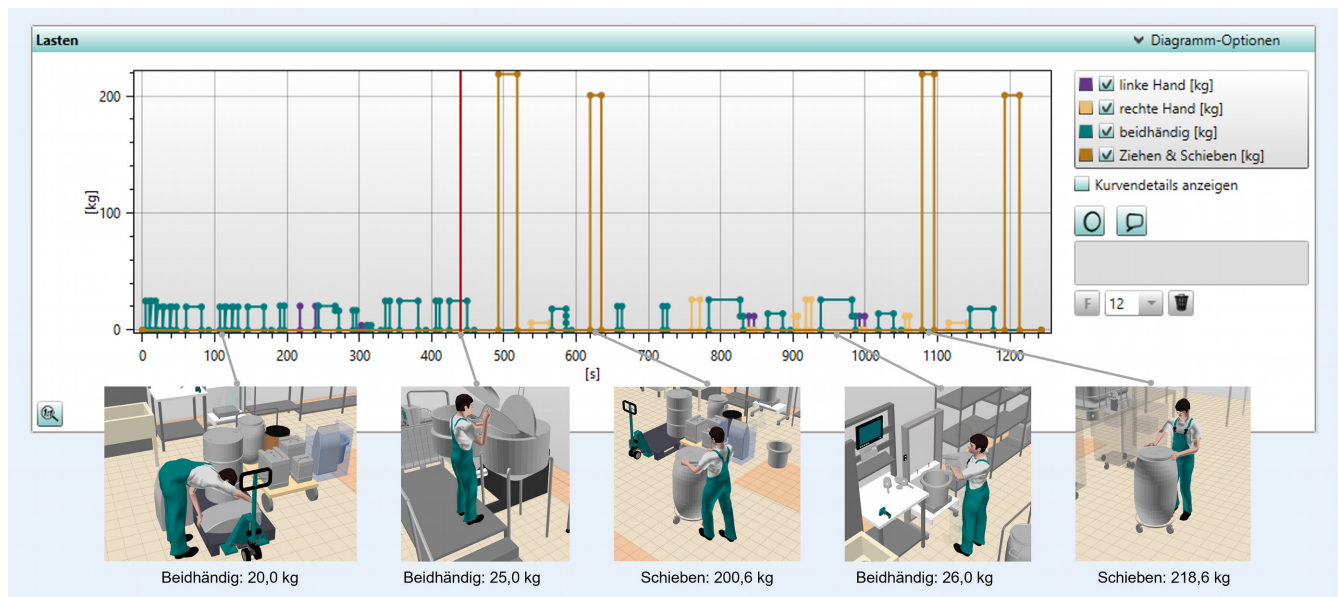 Lasten
Diagramm-Optionen
200
100
0
[kg]
0 100 200 300 400 500 600 700 800 900 1000 1100 1200
[s]
linke Hand [kg]
rechte Hand [kg]
beidhändig [kg]
Ziehen & Schieben [kg]
Kurvendetails anzeigen
F 12
Beidhändig: 20,0 kg
Beidhändig: 25,0 kg
Schieben: 200,6 kg
Beidhändig: 26,0 kg
Schieben: 218,6 kg